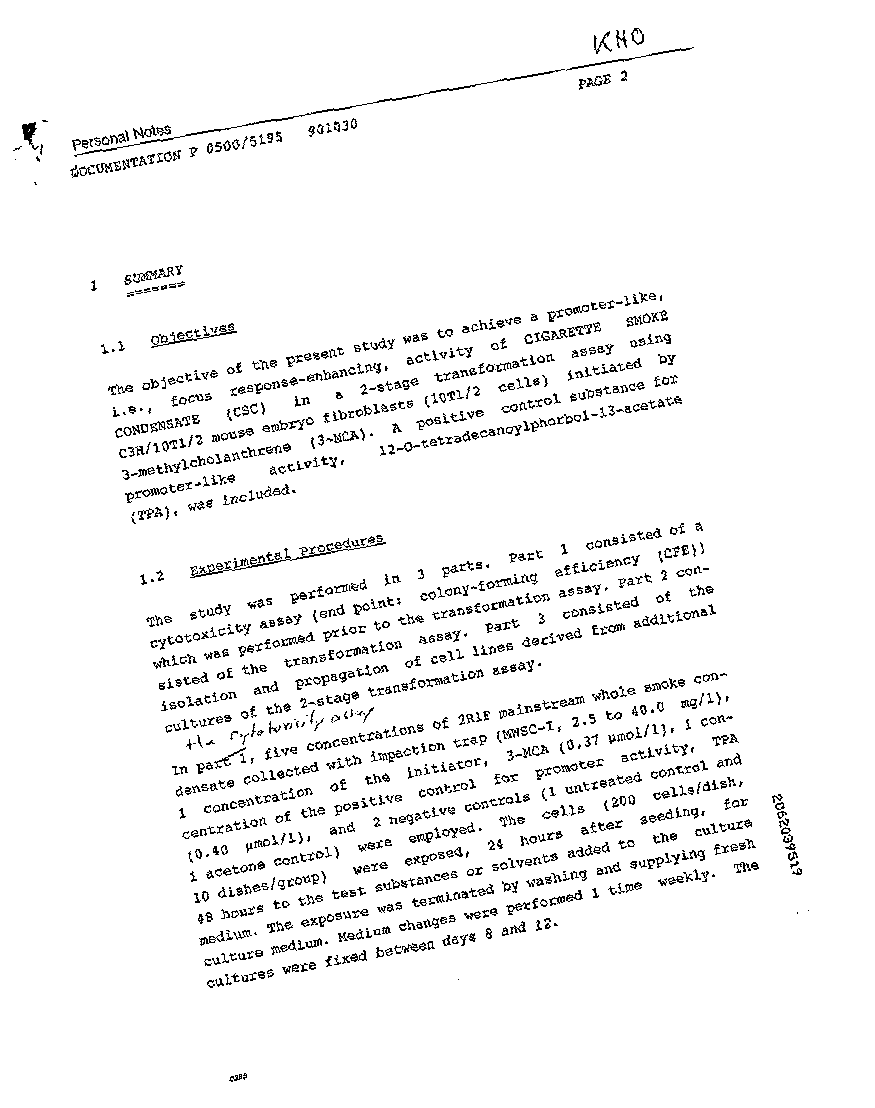 KHO
PAGE 2
Personal Notes
DOCUMENTATION P 0500/5195 901030
1 SUMMARY
=======
1.1 Objectives
The objective of the present study was to achieve a promoter-like,
i.e., focus response-enhancing, activity of CIGARETTE SMOKE
CONDENSATE (CSC) in a 2-stage transformation assay using
C3H/10T1/2 mouse embryo fibroblasts (10T1/2 cells) initiated by
3-methylcholanthrene (3-MCA). A positive control substance for
promoter-like activity, 12-O-tetradecanoylphorbol-13-acetate
(TPA), was included.
1.2 Experimental Procedures
The study was performed in 3 parts. Part 1 consisted of a
cytotoxicity assay (end point: colony-forming efficiency (CFE))
which was performed prior to the transformation assay. Part 2 con-
sisted of the transformation assay. Part 3 consisted of the
isolation and propagation of cell lines derived from additional
cultures of the 2-stage transformation assay.
the cytotoxicity assay
In part 1, five concentrations of 2R1F mainstream whole smoke con-
densate collected with impaction trap (MWSC-I, 2.5 to 40.0 mg/l),
1 concentration of the initiator, 3-MCA (0.37 µmol/l), 1 con-
centration of the positive control for promoter activity, TPA
(0.40 µmol/l), and 2 negative controls (1 untreated control and
1 acetone control) were employed. The cells (200 cells/dish,
10 dishes/group) were exposed, 24 hours after seeding, for
48 hours to the test substances or solvents added to the culture
medium. The exposure was terminated by washing and supplying fresh
culture medium. Medium changes were performed 1 time weekly. The
cultures were fixed between days 8 and 12.
2062039519